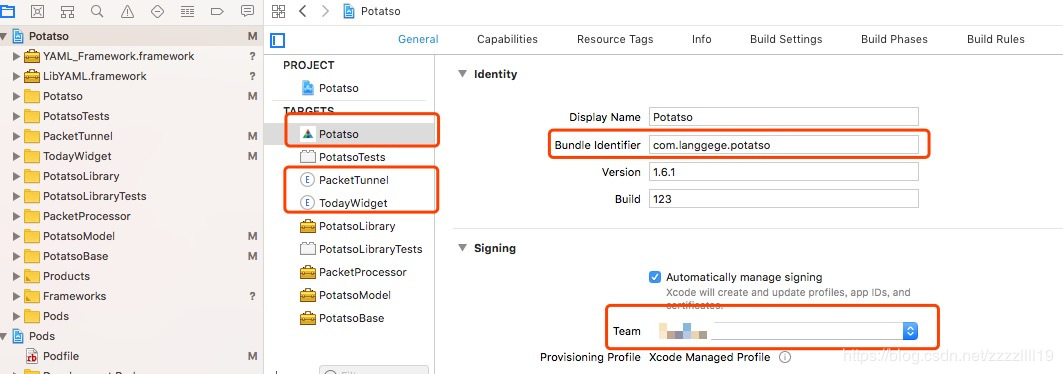 Potatso
Potatso M
YAML_Framework.framework ?
LibYAML.framework ?
Potatso M
PotatsoTests
PacketTunnel M
TodayWidget M
PotatsoLibrary
PotatsoLibraryTests
PacketProcessor
PotatsoModel M
PotatsoBase M
Products
Frameworks ?
Pods
Pods
rb Podfile
General Capabilities Resource Tags Info Build Settings Build Phases Build Rules
PROJECT
Potatso
TARGETS
Potatso
PotatsoTests
E PacketTunnel
E TodayWidget
PotatsoLibrary
PotatsoLibraryTests
PacketProcessor
PotatsoModel
PotatsoBase
Filter
Identity
Display Name Potatso
Bundle Identifier com.langgege.potatso
Version 1.6.1
Build 123
Signing
Automatically manage signing
Xcode will create and update profiles, app IDs, and
certificates.
Team
Provisioning Profile Xcode Managed Profile
https://blog.csdn.net/zzzzllll19